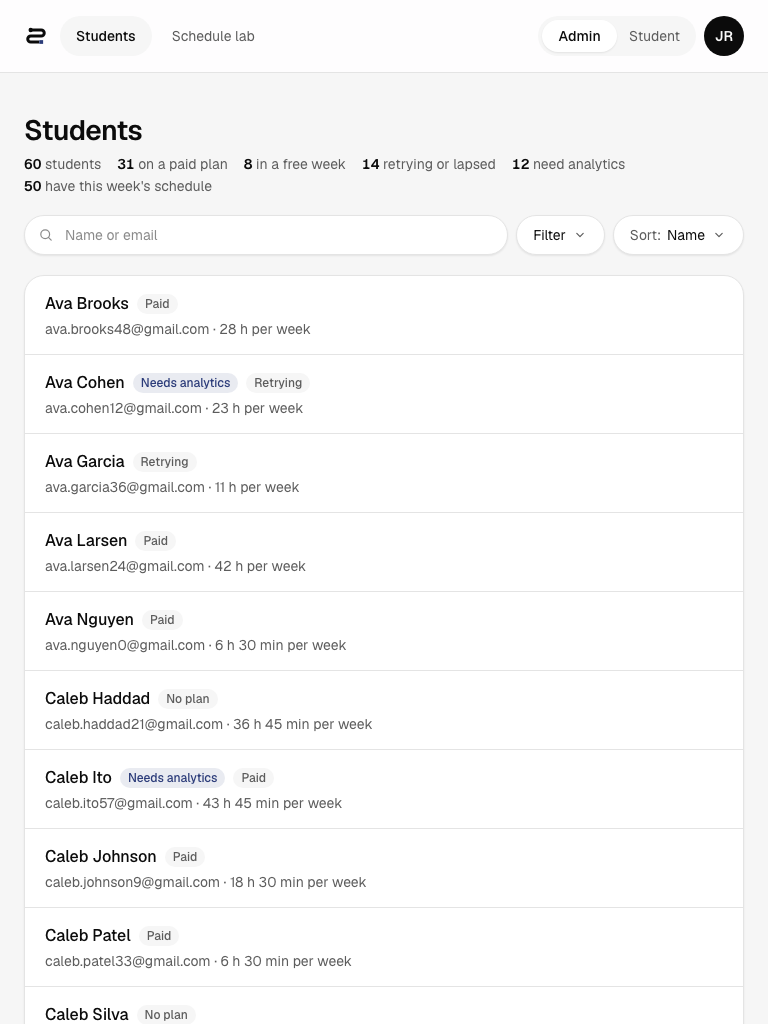 Students
Schedule lab
Admin
Student
JR
Students
60 students 31 on a paid plan 8 in a free week 14 retrying or lapsed 12 need analytics
50 have this week's schedule
Name or email
Filter
Sort: Name
Ava Brooks Paid
ava.brooks48@gmail.com · 28 h per week
Ava Cohen Needs analytics Retrying
ava.cohen12@gmail.com · 23 h per week
Ava Garcia Retrying
ava.garcia36@gmail.com · 11 h per week
Ava Larsen Paid
ava.larsen24@gmail.com · 42 h per week
Ava Nguyen Paid
ava.nguyen0@gmail.com · 6 h 30 min per week
Caleb Haddad No plan
caleb.haddad21@gmail.com · 36 h 45 min per week
Caleb Ito Needs analytics Paid
caleb.ito57@gmail.com · 43 h 45 min per week
Caleb Johnson Paid
caleb.johnson9@gmail.com · 18 h 30 min per week
Caleb Patel Paid
caleb.patel33@gmail.com · 6 h 30 min per week
Caleb Silva No plan